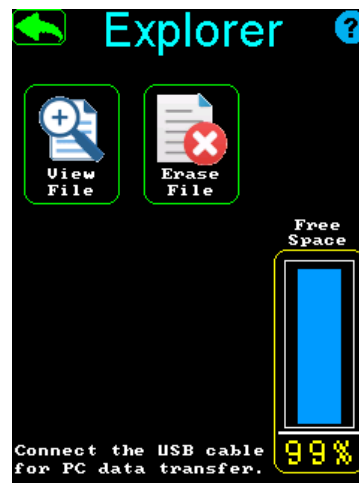 Explorer ?
View
File
Erase
File
Free
Space
99%
Connect the USB cable
for PC data transfer.